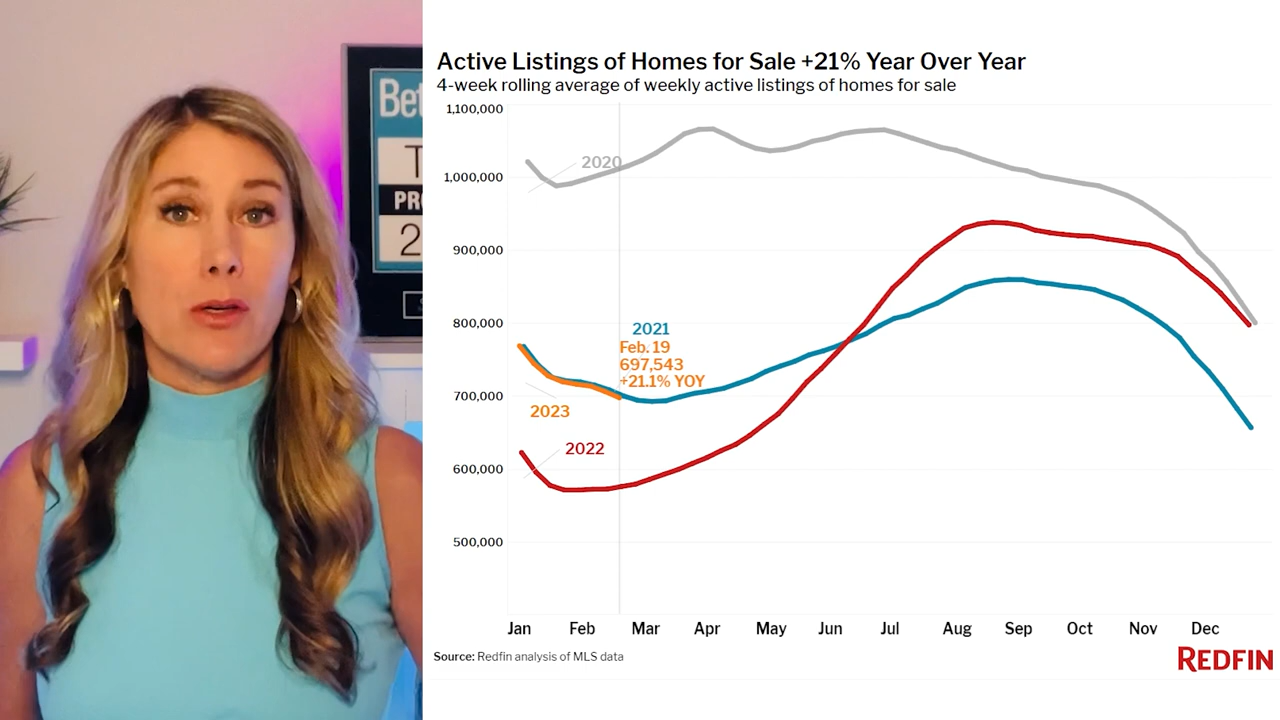 Bet
T
PR
2
Active Listings of Homes for Sale +21% Year Over Year
4-week rolling average of weekly active listings of homes for sale
1,100,000
1,000,000
900,000
800,000
700,000
600,000
500,000
2020
2021
Feb. 19
697,543
+21.1% YOY
2023
2022
Jan Feb Mar Apr May Jun Jul Aug Sep Oct Nov Dec
Source: Redfin analysis of MLS data
REDFIN